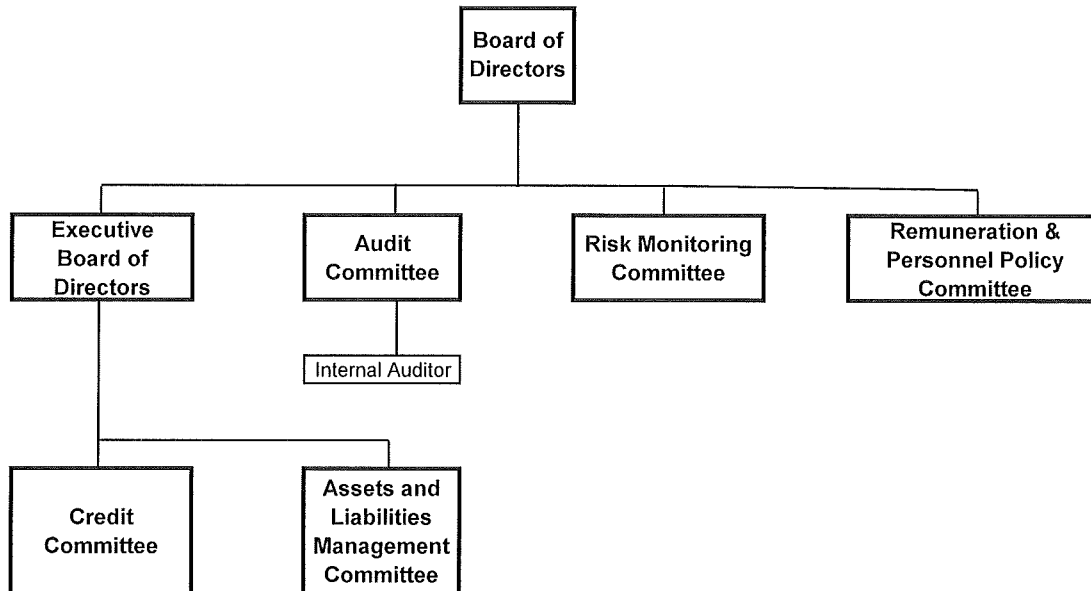 Board of
Directors
Executive
Board of
Directors
Audit
Committee
Risk Monitoring
Committee
Remuneration &
Personnel Policy
Committee
Internal Auditor
Credit
Committee
Assets and
Liabilities
Management
Committee